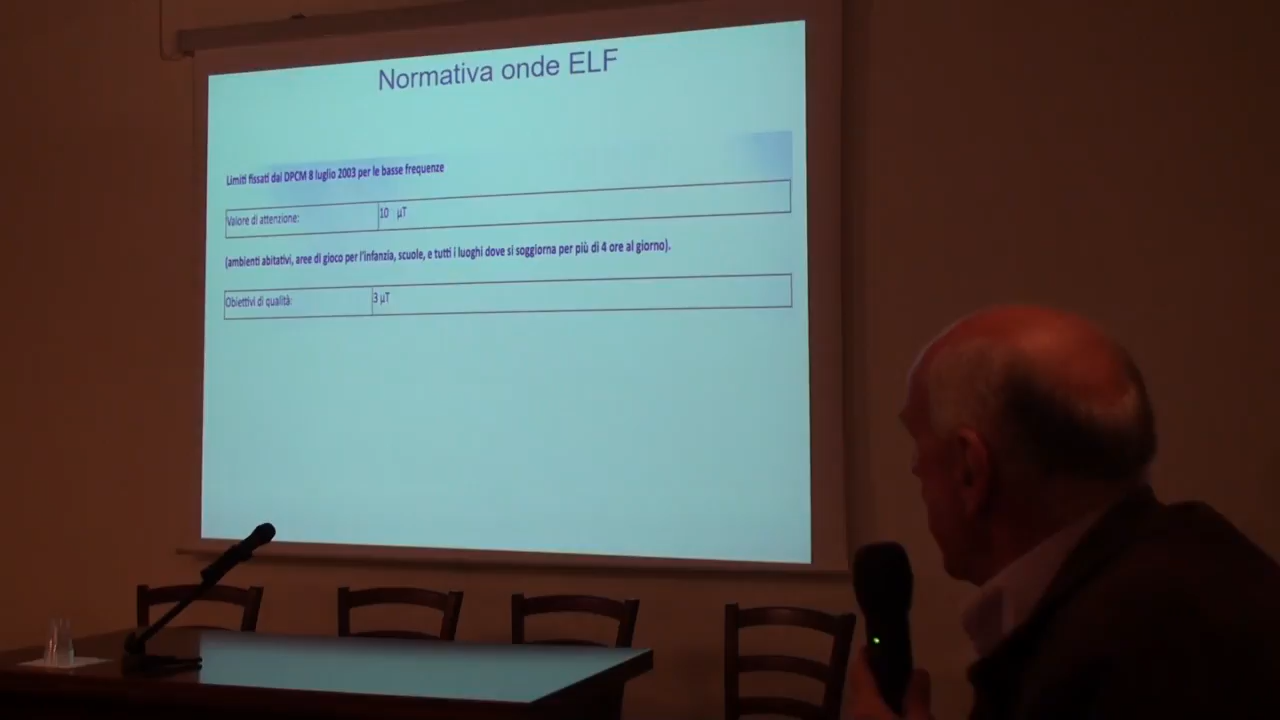 Normativa onde ELF
Limiti fissati dal DPCM 8 luglio 2003 per le basse frequenze
Valore di attenzione: 10 µT
(ambienti abitativi, aree di gioco per l'infanzia, scuole, e tutti i luoghi dove si soggiorna per più di 4 ore al giorno).
Obiettivi di qualità: 3 µT